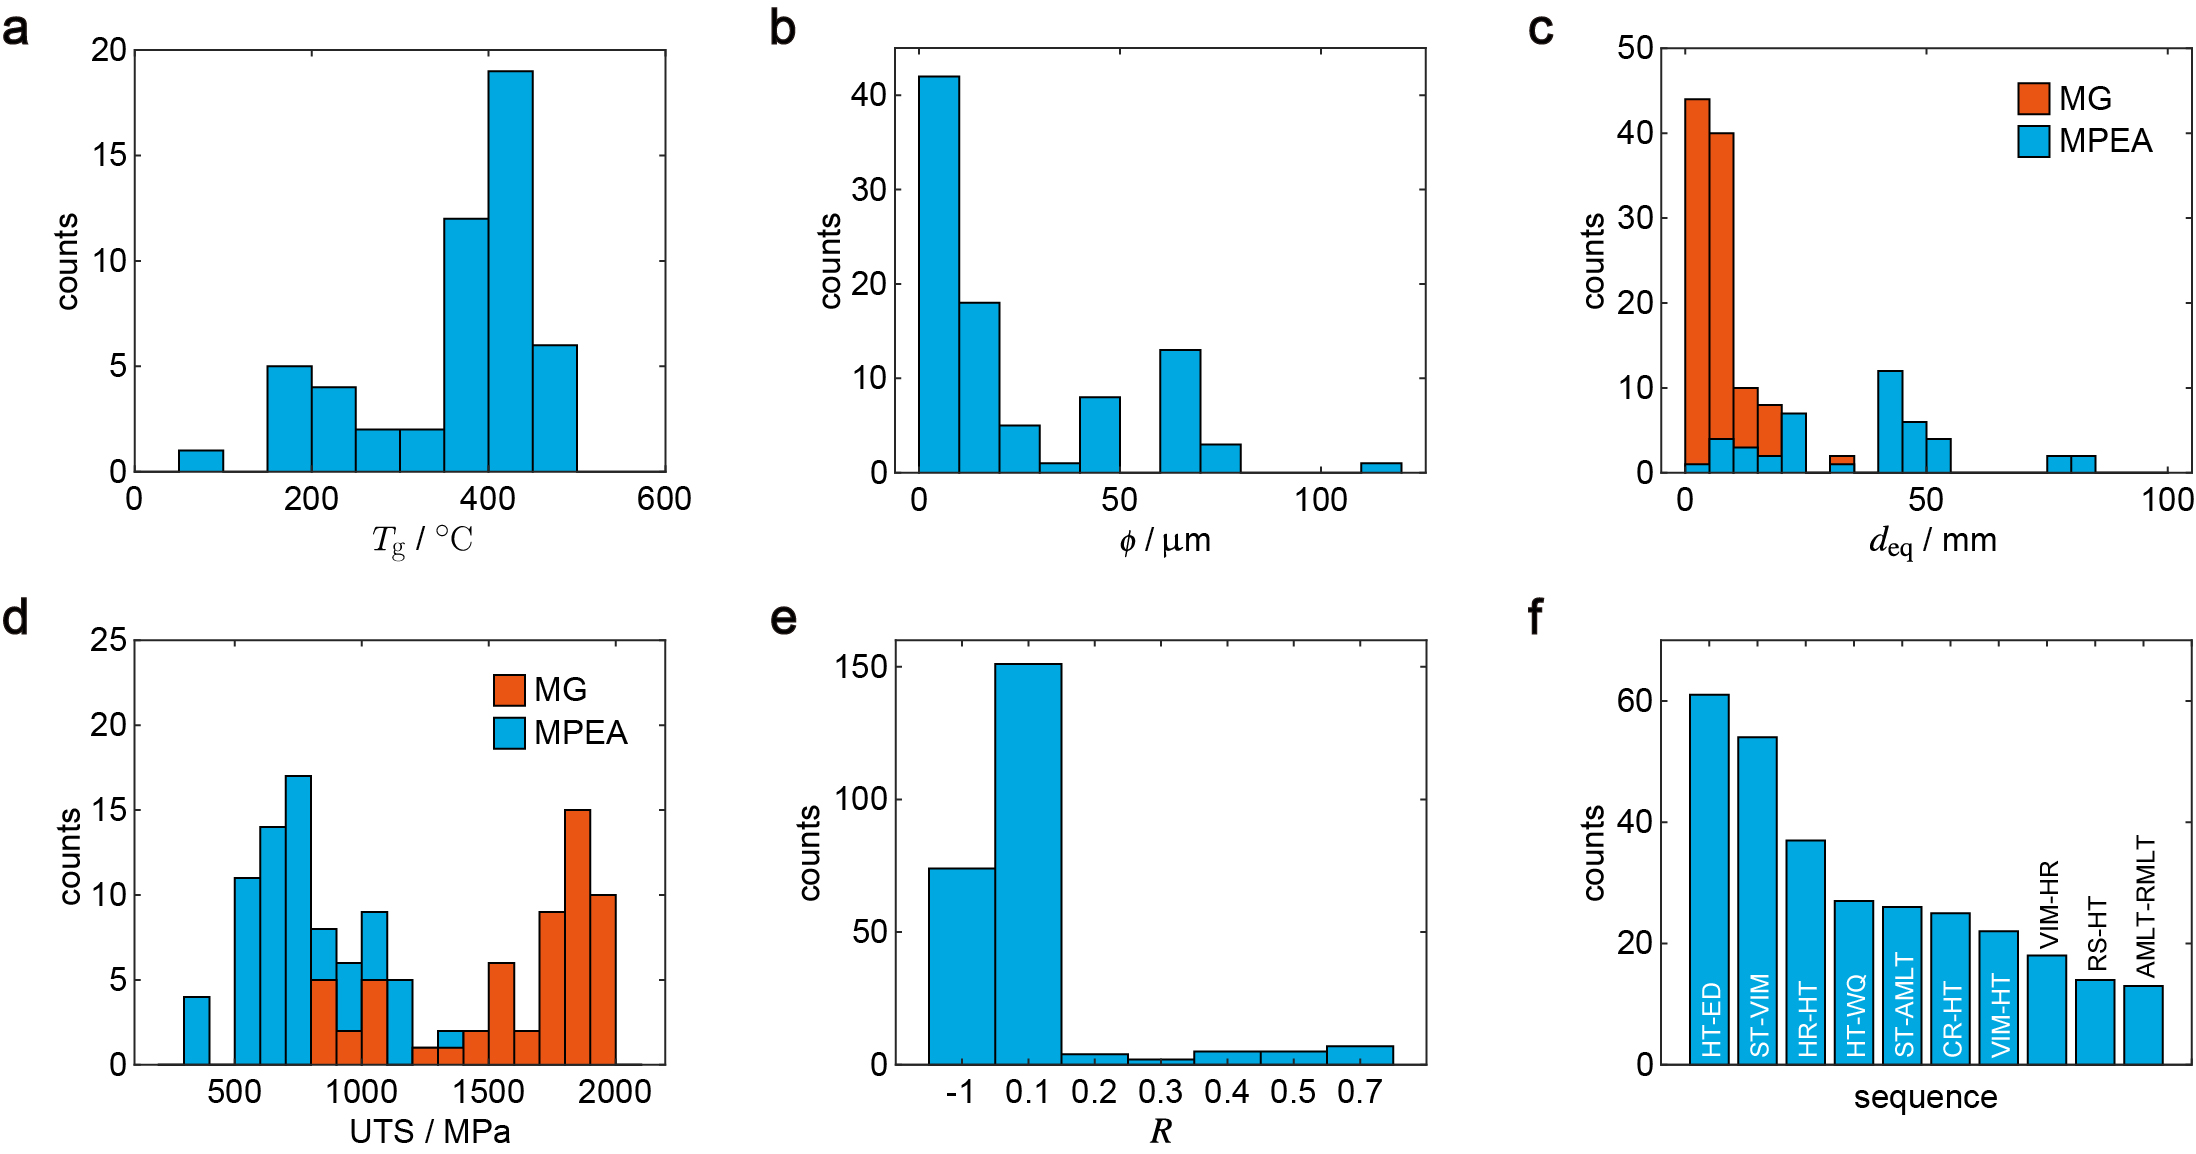 a
20
15
10
5
0
counts
0 200 400 600
Tg / °C
b
40
30
20
10
0
counts
0 50 100
ϕ / μm
c
50
40
30
20
10
0
counts
MG
MPEA
0 50 100
deq / mm
d
25
20
15
10
5
0
counts
MG
MPEA
500 1000 1500 2000
UTS / MPa
e
150
100
50
0
counts
-1 0.1 0.2 0.3 0.4 0.5 0.7
R
f
60
40
20
0
counts
HT-ED
ST-VIM
HR-HT
HT-WQ
ST-AMLT
CR-HT
VIM-HT
VIM-HR
RS-HT
AMLT-RMLT
sequence